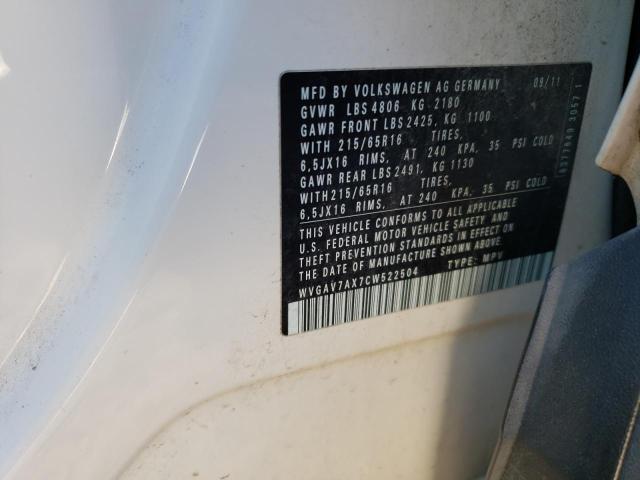 MFD BY VOLKSWAGEN AG GERMANY 09/11
GVWR LBS 4806 KG 2180
GAWR FRONT LBS 2425, KG 1100
WITH 215/65R16 TIRES,
6,5JX16 RIMS, AT 240 KPA, 35 PSI COLD
GAWR REAR LBS 2491, KG 1130
WITH 215/65R16 TIRES,
6,5JX16 RIMS, AT 240 KPA, 35 PSI COLD
THIS VEHICLE CONFORMS TO ALL APPLICABLE
U.S. FEDERAL MOTOR VEHICLE SAFETY AND
THEFT PREVENTION STANDARDS IN EFFECT ON
THE DATE OF MANUFACTURE SHOWN ABOVE.
WVGAV7AX7CW522504 TYPE: MPV